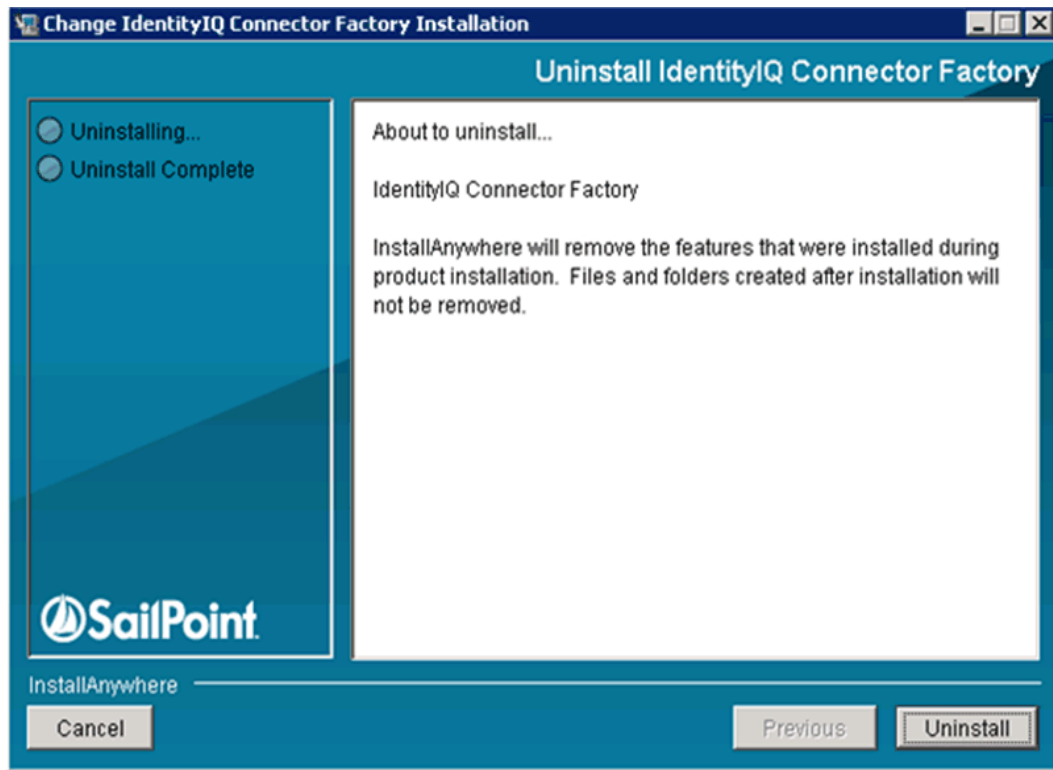 Change IdentityIQ Connector Factory Installation
Uninstall IdentityIQ Connector Factory
Uninstalling...
Uninstall Complete
About to uninstall...
IdentityIQ Connector Factory
InstallAnywhere will remove the features that were installed during
product installation.  Files and folders created after installation will
not be removed.
SailPoint.
InstallAnywhere
Cancel
Previous
Uninstall